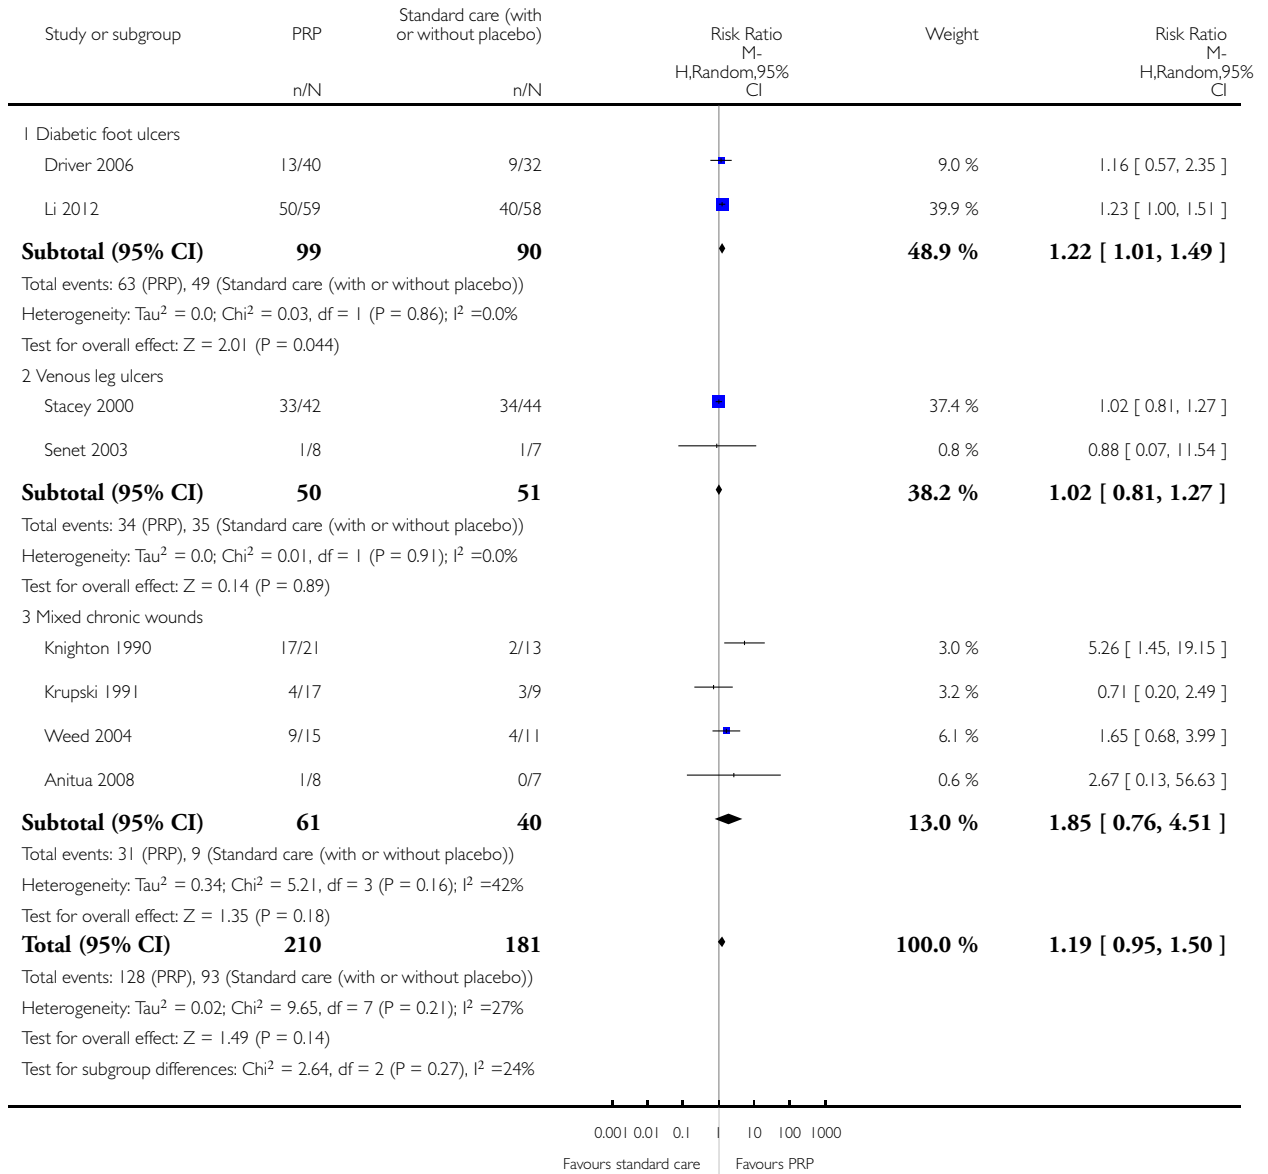 Study or subgroup PRP Standard care (with or without placebo) Risk Ratio M-H,Random,95% CI Weight Risk Ratio M-H,Random,95% CI
n/N n/N
1 Diabetic foot ulcers
Driver 2006 13/40 9/32 9.0 % 1.16 [ 0.57, 2.35 ]
Li 2012 50/59 40/58 39.9 % 1.23 [ 1.00, 1.51 ]
Subtotal (95% CI) 99 90 48.9 % 1.22 [ 1.01, 1.49 ]
Total events: 63 (PRP), 49 (Standard care (with or without placebo))
Heterogeneity: Tau² = 0.0; Chi² = 0.03, df = 1 (P = 0.86); I² =0.0%
Test for overall effect: Z = 2.01 (P = 0.044)
2 Venous leg ulcers
Stacey 2000 33/42 34/44 37.4 % 1.02 [ 0.81, 1.27 ]
Senet 2003 1/8 1/7 0.8 % 0.88 [ 0.07, 11.54 ]
Subtotal (95% CI) 50 51 38.2 % 1.02 [ 0.81, 1.27 ]
Total events: 34 (PRP), 35 (Standard care (with or without placebo))
Heterogeneity: Tau² = 0.0; Chi² = 0.01, df = 1 (P = 0.91); I² =0.0%
Test for overall effect: Z = 0.14 (P = 0.89)
3 Mixed chronic wounds
Knighton 1990 17/21 2/13 3.0 % 5.26 [ 1.45, 19.15 ]
Krupski 1991 4/17 3/9 3.2 % 0.71 [ 0.20, 2.49 ]
Weed 2004 9/15 4/11 6.1 % 1.65 [ 0.68, 3.99 ]
Anitua 2008 1/8 0/7 0.6 % 2.67 [ 0.13, 56.63 ]
Subtotal (95% CI) 61 40 13.0 % 1.85 [ 0.76, 4.51 ]
Total events: 31 (PRP), 9 (Standard care (with or without placebo))
Heterogeneity: Tau² = 0.34; Chi² = 5.21, df = 3 (P = 0.16); I² =42%
Test for overall effect: Z = 1.35 (P = 0.18)
Total (95% CI) 210 181 100.0 % 1.19 [ 0.95, 1.50 ]
Total events: 128 (PRP), 93 (Standard care (with or without placebo))
Heterogeneity: Tau² = 0.02; Chi² = 9.65, df = 7 (P = 0.21); I² =27%
Test for overall effect: Z = 1.49 (P = 0.14)
Test for subgroup differences: Chi² = 2.64, df = 2 (P = 0.27), I² =24%
0.001 0.01 0.1 1 10 100 1000
Favours standard care Favours PRP